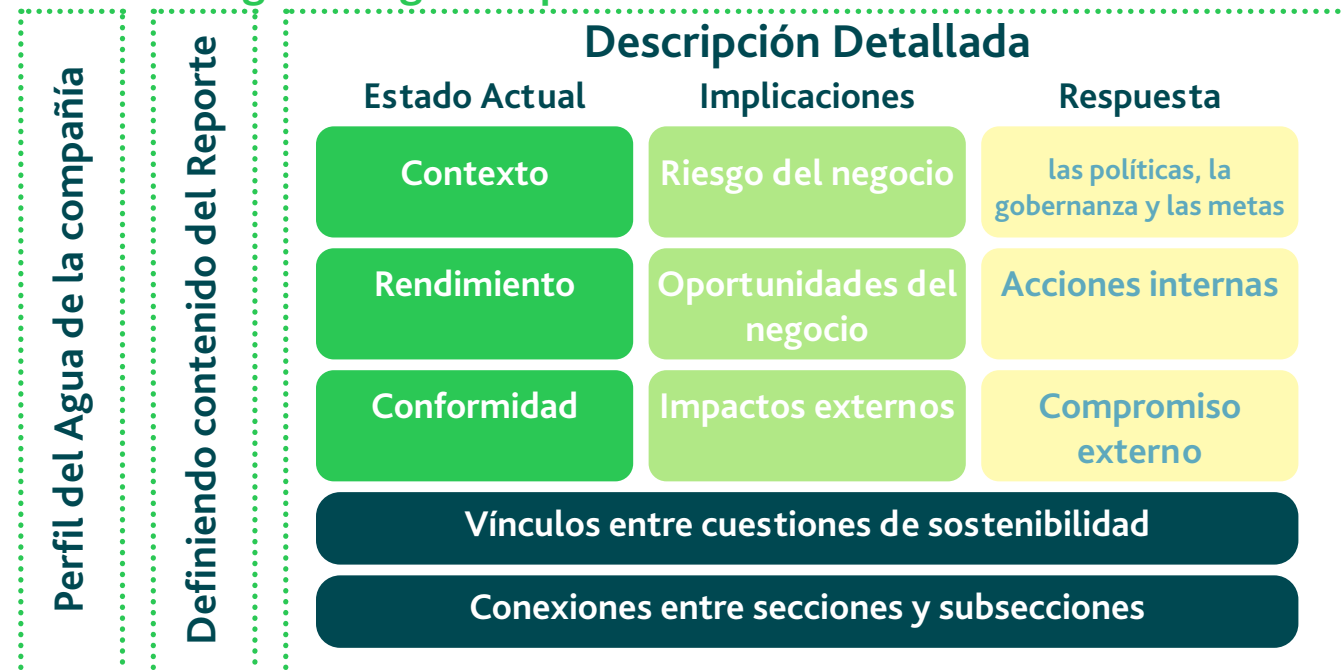 Perfil del Agua de la compañía
Definiendo contenido del Reporte
Descripción Detallada
Estado Actual
Implicaciones
Respuesta
Contexto
Riesgo del negocio
las políticas, la
gobernanza y las metas
Rendimiento
Oportunidades del
negocio
Acciones internas
Conformidad
Impactos externos
Compromiso
externo
Vínculos entre cuestiones de sostenibilidad
Conexiones entre secciones y subsecciones